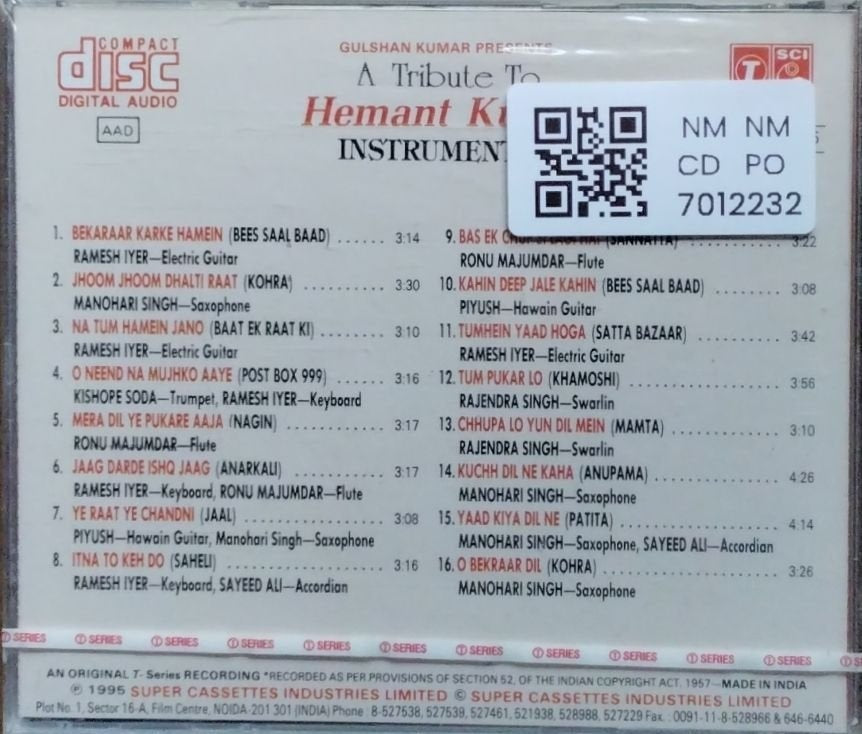 COMPACT
disc
DIGITAL AUDIO
AAD
GULSHAN KUMAR PRESENTS
A Tribute To
Hemant
INSTRUMENT
T
SCI
NM NM
CD PO
7012232
1. BEKARAAR KARKE HAMEIN (BEES SAAL BAAD) ...... 3:14
RAMESH IYER—Electric Guitar
2. JHOOM JHOOM DHALTI RAAT (KOHRA) ............ 3:30
MANOHARI SINGH—Saxophone
3. NA TUM HAMEIN JANO (BAAT EK RAAT KI) ......... 3:10
RAMESH IYER—Electric Guitar
4. O NEEND NA MUJHKO AAYE (POST BOX 999) ....... 3:16
KISHOPE SODA—Trumpet, RAMESH IYER—Keyboard
5. MERA DIL YE PUKARE AAJA (NAGIN) .............. 3:17
RONU MAJUMDAR—Flute
6. JAAG DARDE ISHQ JAAG (ANARKALI) .............. 3:17
RAMESH IYER—Keyboard, RONU MAJUMDAR—Flute
7. YE RAAT YE CHANDNI (JAAL) .................... 3:08
PIYUSH—Hawain Guitar, Manohari Singh—Saxophone
8. ITNA TO KEH DO (SAHELI) ....................... 3:16
RAMESH IYER—Keyboard, SAYEED ALI—Accordian
9. BAS EK CHUP SI LAGI HAI (SANNATTA) ............ 3:22
RONU MAJUMDAR—Flute
10. KAHIN DEEP JALE KAHIN (BEES SAAL BAAD) ........ 3:08
PIYUSH—Hawain Guitar
11. TUMHEIN YAAD HOGA (SATTA BAZAAR) .......... 3:42
RAMESH IYER—Electric Guitar
12. TUM PUKAR LO (KHAMOSHI) .................. 3:56
RAJENDRA SINGH—Swarlin
13. CHHUPA LO YUN DIL MEIN (MAMTA) ............ 3:10
RAJENDRA SINGH—Swarlin
14. KUCHH DIL NE KAHA (ANUPAMA) .............. 4:26
MANOHARI SINGH—Saxophone
15. YAAD KIYA DIL NE (PATITA) ................... 4:14
MANOHARI SINGH—Saxophone, SAYEED ALI—Accordian
16. O BEKRAAR DIL (KOHRA) ..................... 3:26
MANOHARI SINGH—Saxophone
T SERIES T SERIES T SERIES T SERIES T SERIES T SERIES T SERIES T SERIES T SERIES T SERIES T SERIES
AN ORIGINAL T- Series RECORDING *RECORDED AS PER PROVISIONS OF SECTION 52, OF THE INDIAN COPYRIGHT ACT, 1957—MADE IN INDIA
℗ 1995 SUPER CASSETTES INDUSTRIES LIMITED © SUPER CASSETTES INDUSTRIES LIMITED
Plot No. 1, Sector 16-A, Film Centre, NOIDA-201 301 (INDIA) Phone : 8-527538, 527539, 527461, 521938, 528988, 527229 Fax. : 0091-11-8-528966 & 646-6440